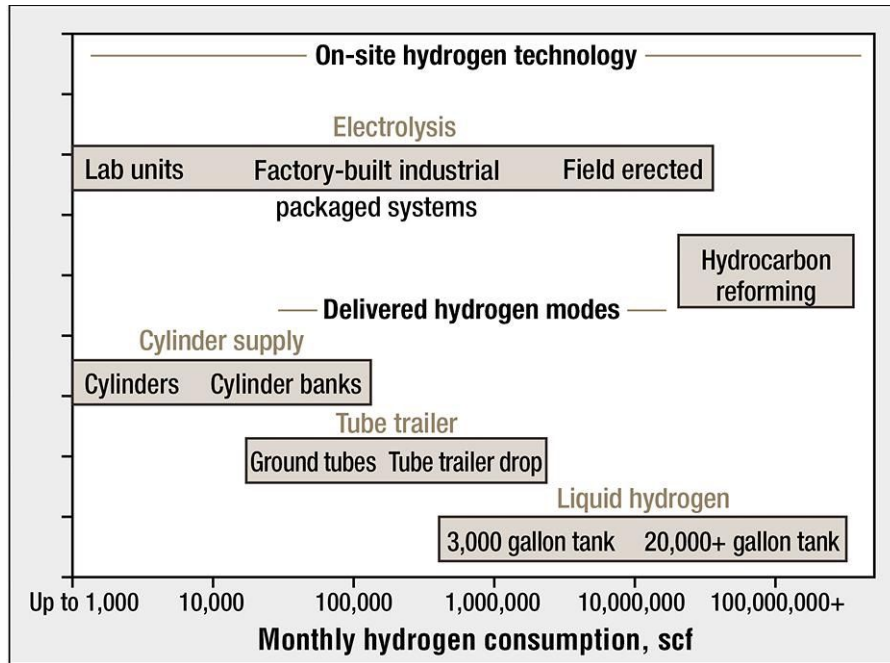 On-site hydrogen technology
Electrolysis
Lab units Factory-built industrial Field erected
packaged systems
Hydrocarbon
reforming
Delivered hydrogen modes
Cylinder supply
Cylinders Cylinder banks
Tube trailer
Ground tubes Tube trailer drop
Liquid hydrogen
3,000 gallon tank 20,000+ gallon tank
Up to 1,000 10,000 100,000 1,000,000 10,000,000 100,000,000+
Monthly hydrogen consumption, scf